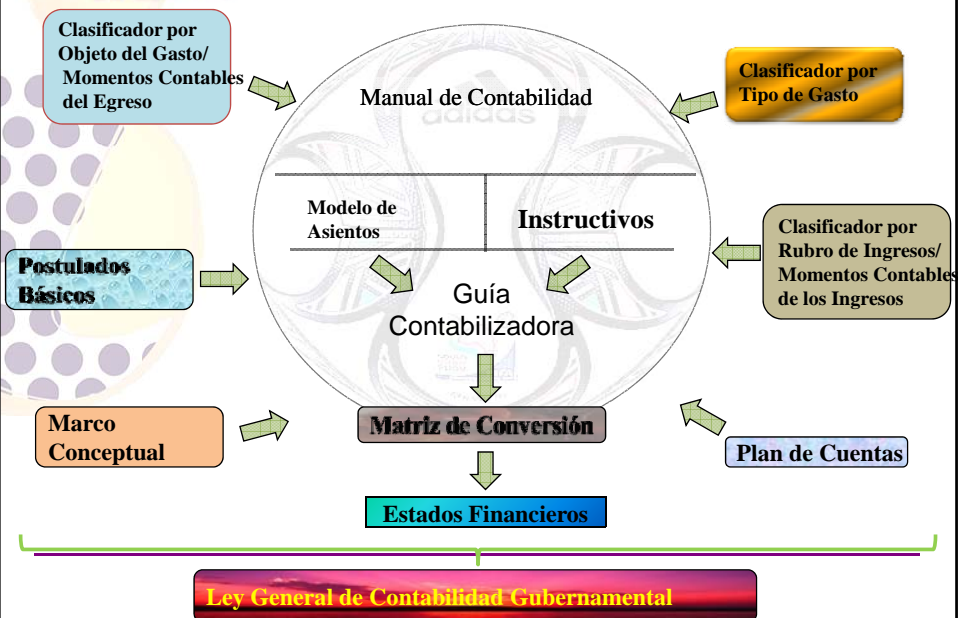 Clasificador por
Objeto del Gasto/
Momentos Contables
del Egreso
Manual de Contabilidad
adidas
Clasificador por
Tipo de Gasto
Modelo de
Asientos
Instructivos
Clasificador por
Rubro de Ingresos/
Momentos Contables
de los Ingresos
Postulados
Básicos
Guía
Contabilizadora
Marco
Conceptual
Matriz de Conversión
Plan de Cuentas
Estados Financieros
Ley General de Contabilidad Gubernamental